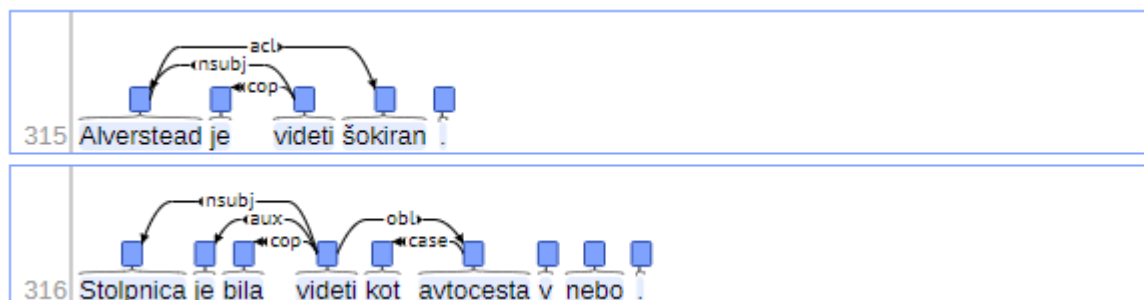 acl
nsubj
cop
315 Alverstead je videti šokiran .
nsubj
aux obl
cop case
316 Stolpnica je bila videti kot avtocesta v nebo .